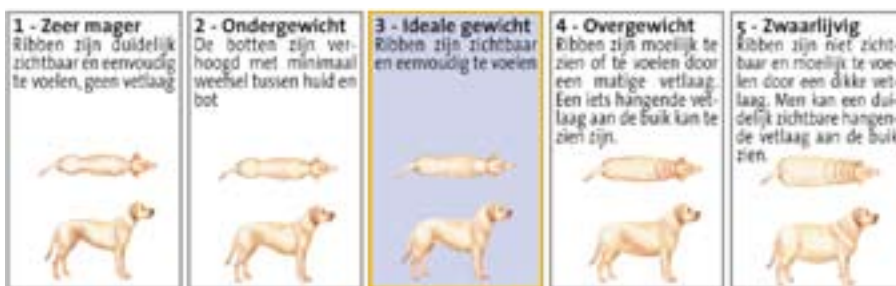 1 - Zeer mager
Ribben zijn duidelijk
zichtbaar en eenvoudig
te voelen, geen vetlaag
2 - Ondergewicht
De botten zijn ver-
hoogd met minimaal
weefsel tussen huid en
bot
3 - Ideale gewicht
Ribben zijn zichtbaar
en eenvoudig te voelen
4 - Overgewicht
Ribben zijn moeilijk te
zien of te voelen door
een matige vetlaag.
Een iets hangende vet-
laag aan de buik kan te
zien zijn.
5 - Zwaarlijvig
Ribben zijn niet zicht-
baar en moeilijk te voe-
len door een dikke vet-
laag. Men kan een dui-
delijk zichtbare hangen-
de vetlaag aan de buik
zien.